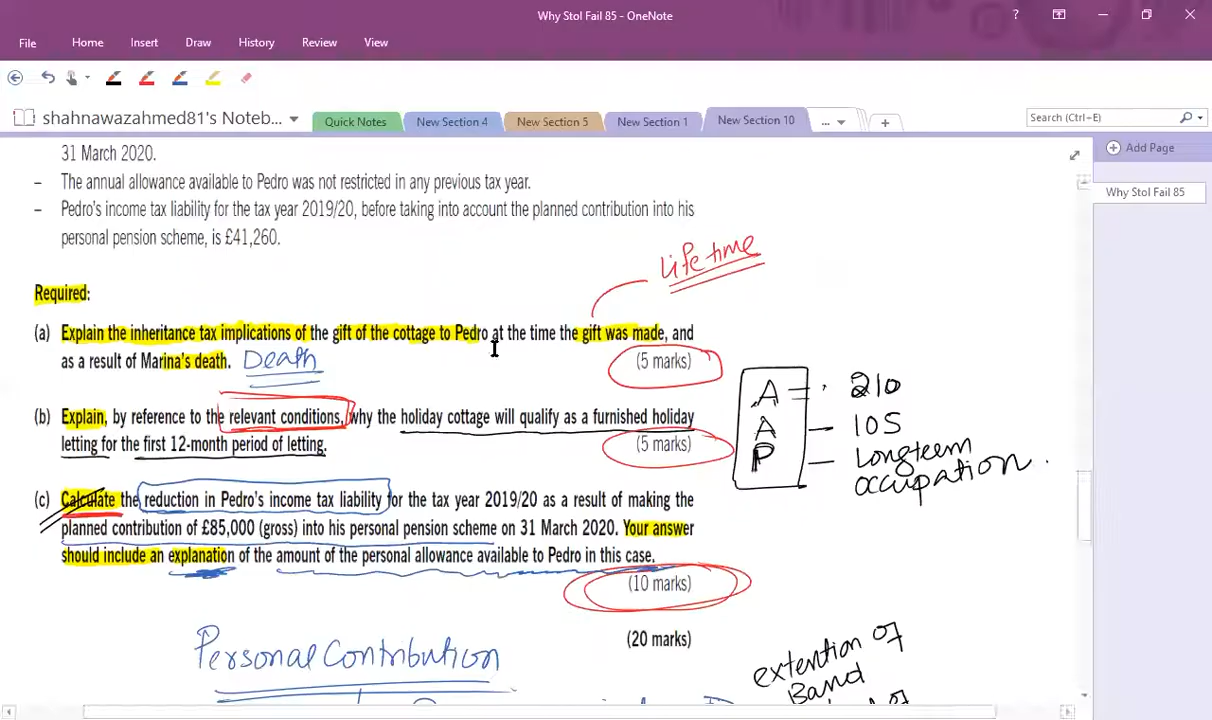 Why Stol Fail 85 - OneNote
?
File Home Insert Draw History Review View
shahnawazahmed81's Noteb...
Quick Notes New Section 4 New Section 5 New Section 1 New Section 10 ... +
Search (Ctrl+E)
Add Page
Why Stol Fail 85
31 March 2020.
– The annual allowance available to Pedro was not restricted in any previous tax year.
– Pedro's income tax liability for the tax year 2019/20, before taking into account the planned contribution into his
personal pension scheme, is £41,260.
Lifetime
Required:
(a) Explain the inheritance tax implications of the gift of the cottage to Pedro at the time the gift was made, and
as a result of Marina's death. Death (5 marks)
(b) Explain, by reference to the relevant conditions, why the holiday cottage will qualify as a furnished holiday
letting for the first 12-month period of letting. (5 marks)
A = 210
A – 105
P – Longteem
occupation.
(c) Calculate the reduction in Pedro's income tax liability for the tax year 2019/20 as a result of making the
planned contribution of £85,000 (gross) into his personal pension scheme on 31 March 2020. Your answer
should include an explanation of the amount of the personal allowance available to Pedro in this case.
(10 marks)
(20 marks)
Personal Contribution
extention of
Band